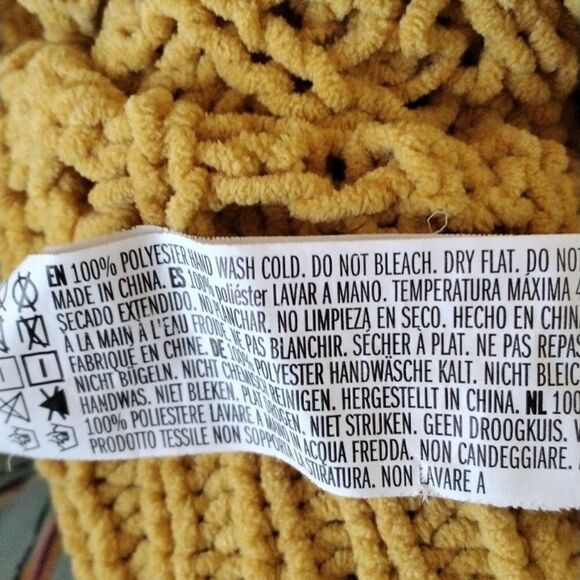 EN 100% POLYESTER HAND WASH COLD. DO NOT BLEACH. DRY FLAT. DO NOT
MADE IN CHINA. ES 100% poliéster LAVAR A MANO. TEMPERATURA MÁXIMA 4
SECADO EXTENDIDO. NO PLANCHAR. NO LIMPIEZA EN SECO. HECHO EN CHIN
À LA MAIN À L'EAU FROIDE NE PAS BLANCHIR. SÉCHER À PLAT. NE PAS REPAS
FABRIQUÉ EN CHINE. DE 100% POLYESTER HANDWÄSCHE KALT. NICHT BLEIC
NICHT BÜGELN. NICHT CHEMISCH REINIGEN. HERGESTELLT IN CHINA. NL 100
HANDWAS. NIET BLEKEN. PLAT DROGEN. NIET STRIJKEN. GEEN DROOGKUIS. V
100% POLIESTERE LAVARE A MANO IN ACQUA FREDDA. NON CANDEGGIARE.
PRODOTTO TESSILE NON SUPPORTA STIRATURA. NON LAVARE A